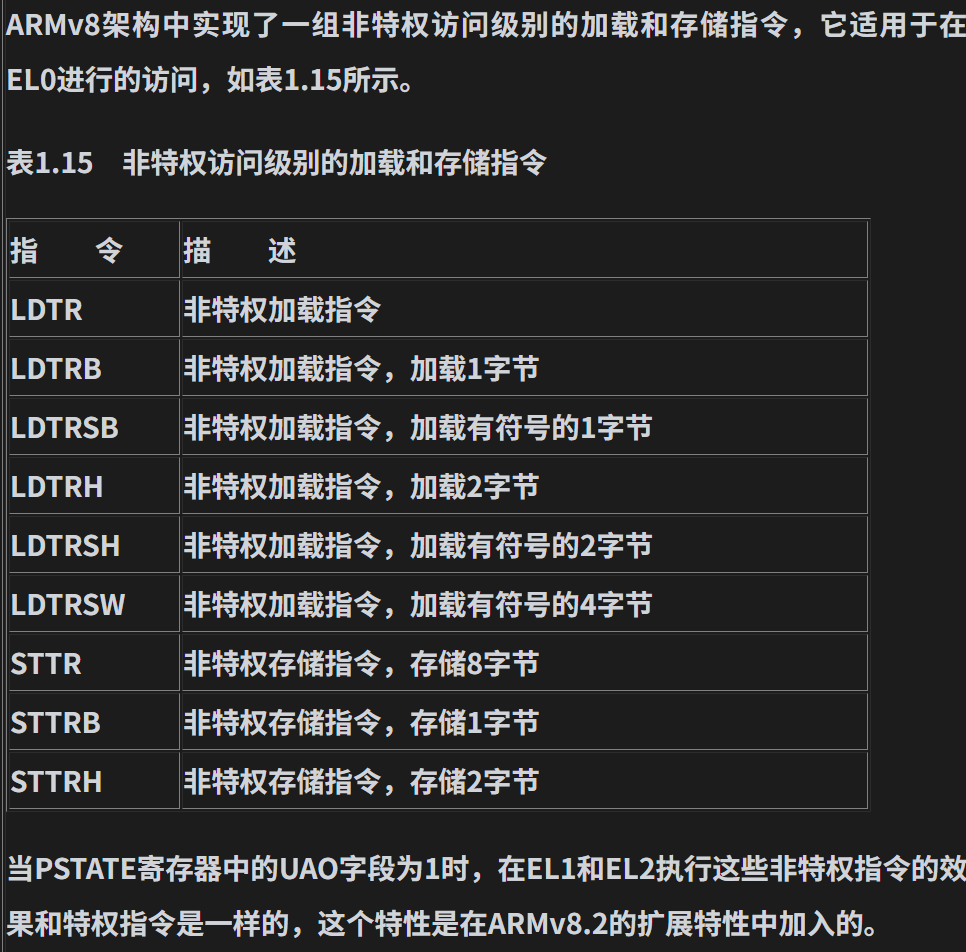 ARMv8架构中实现了一组非特权访问级别的加载和存储指令，它适用于在
EL0进行的访问，如表1.15所示。
表1.15　非特权访问级别的加载和存储指令
指　　令　描　　述
LDTR　非特权加载指令
LDTRB　非特权加载指令，加载1字节
LDTRSB　非特权加载指令，加载有符号的1字节
LDTRH　非特权加载指令，加载2字节
LDTRSH　非特权加载指令，加载有符号的2字节
LDTRSW　非特权加载指令，加载有符号的4字节
STTR　非特权存储指令，存储8字节
STTRB　非特权存储指令，存储1字节
STTRH　非特权存储指令，存储2字节
当PSTATE寄存器中的UAO字段为1时，在EL1和EL2执行这些非特权指令的效
果和特权指令是一样的，这个特性是在ARMv8.2的扩展特性中加入的。